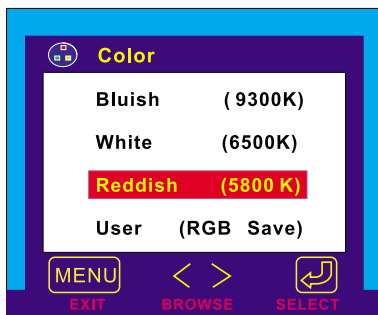 Color
Bluish (9300K)
White (6500K)
Reddish (5800 K)
User (RGB Save)
MENU < >
EXIT BROWSE SELECT